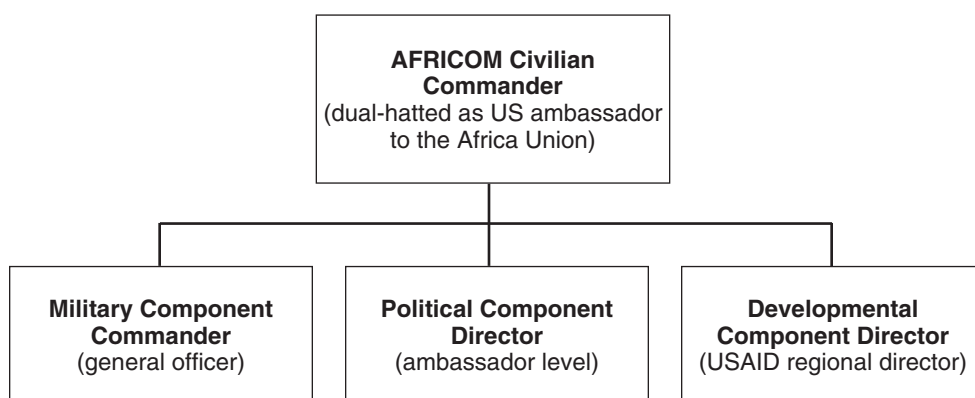 AFRICOM Civilian
Commander
(dual-hatted as US ambassador
to the Africa Union)
Military Component
Commander
(general officer)
Political Component
Director
(ambassador level)
Developmental
Component Director
(USAID regional director)